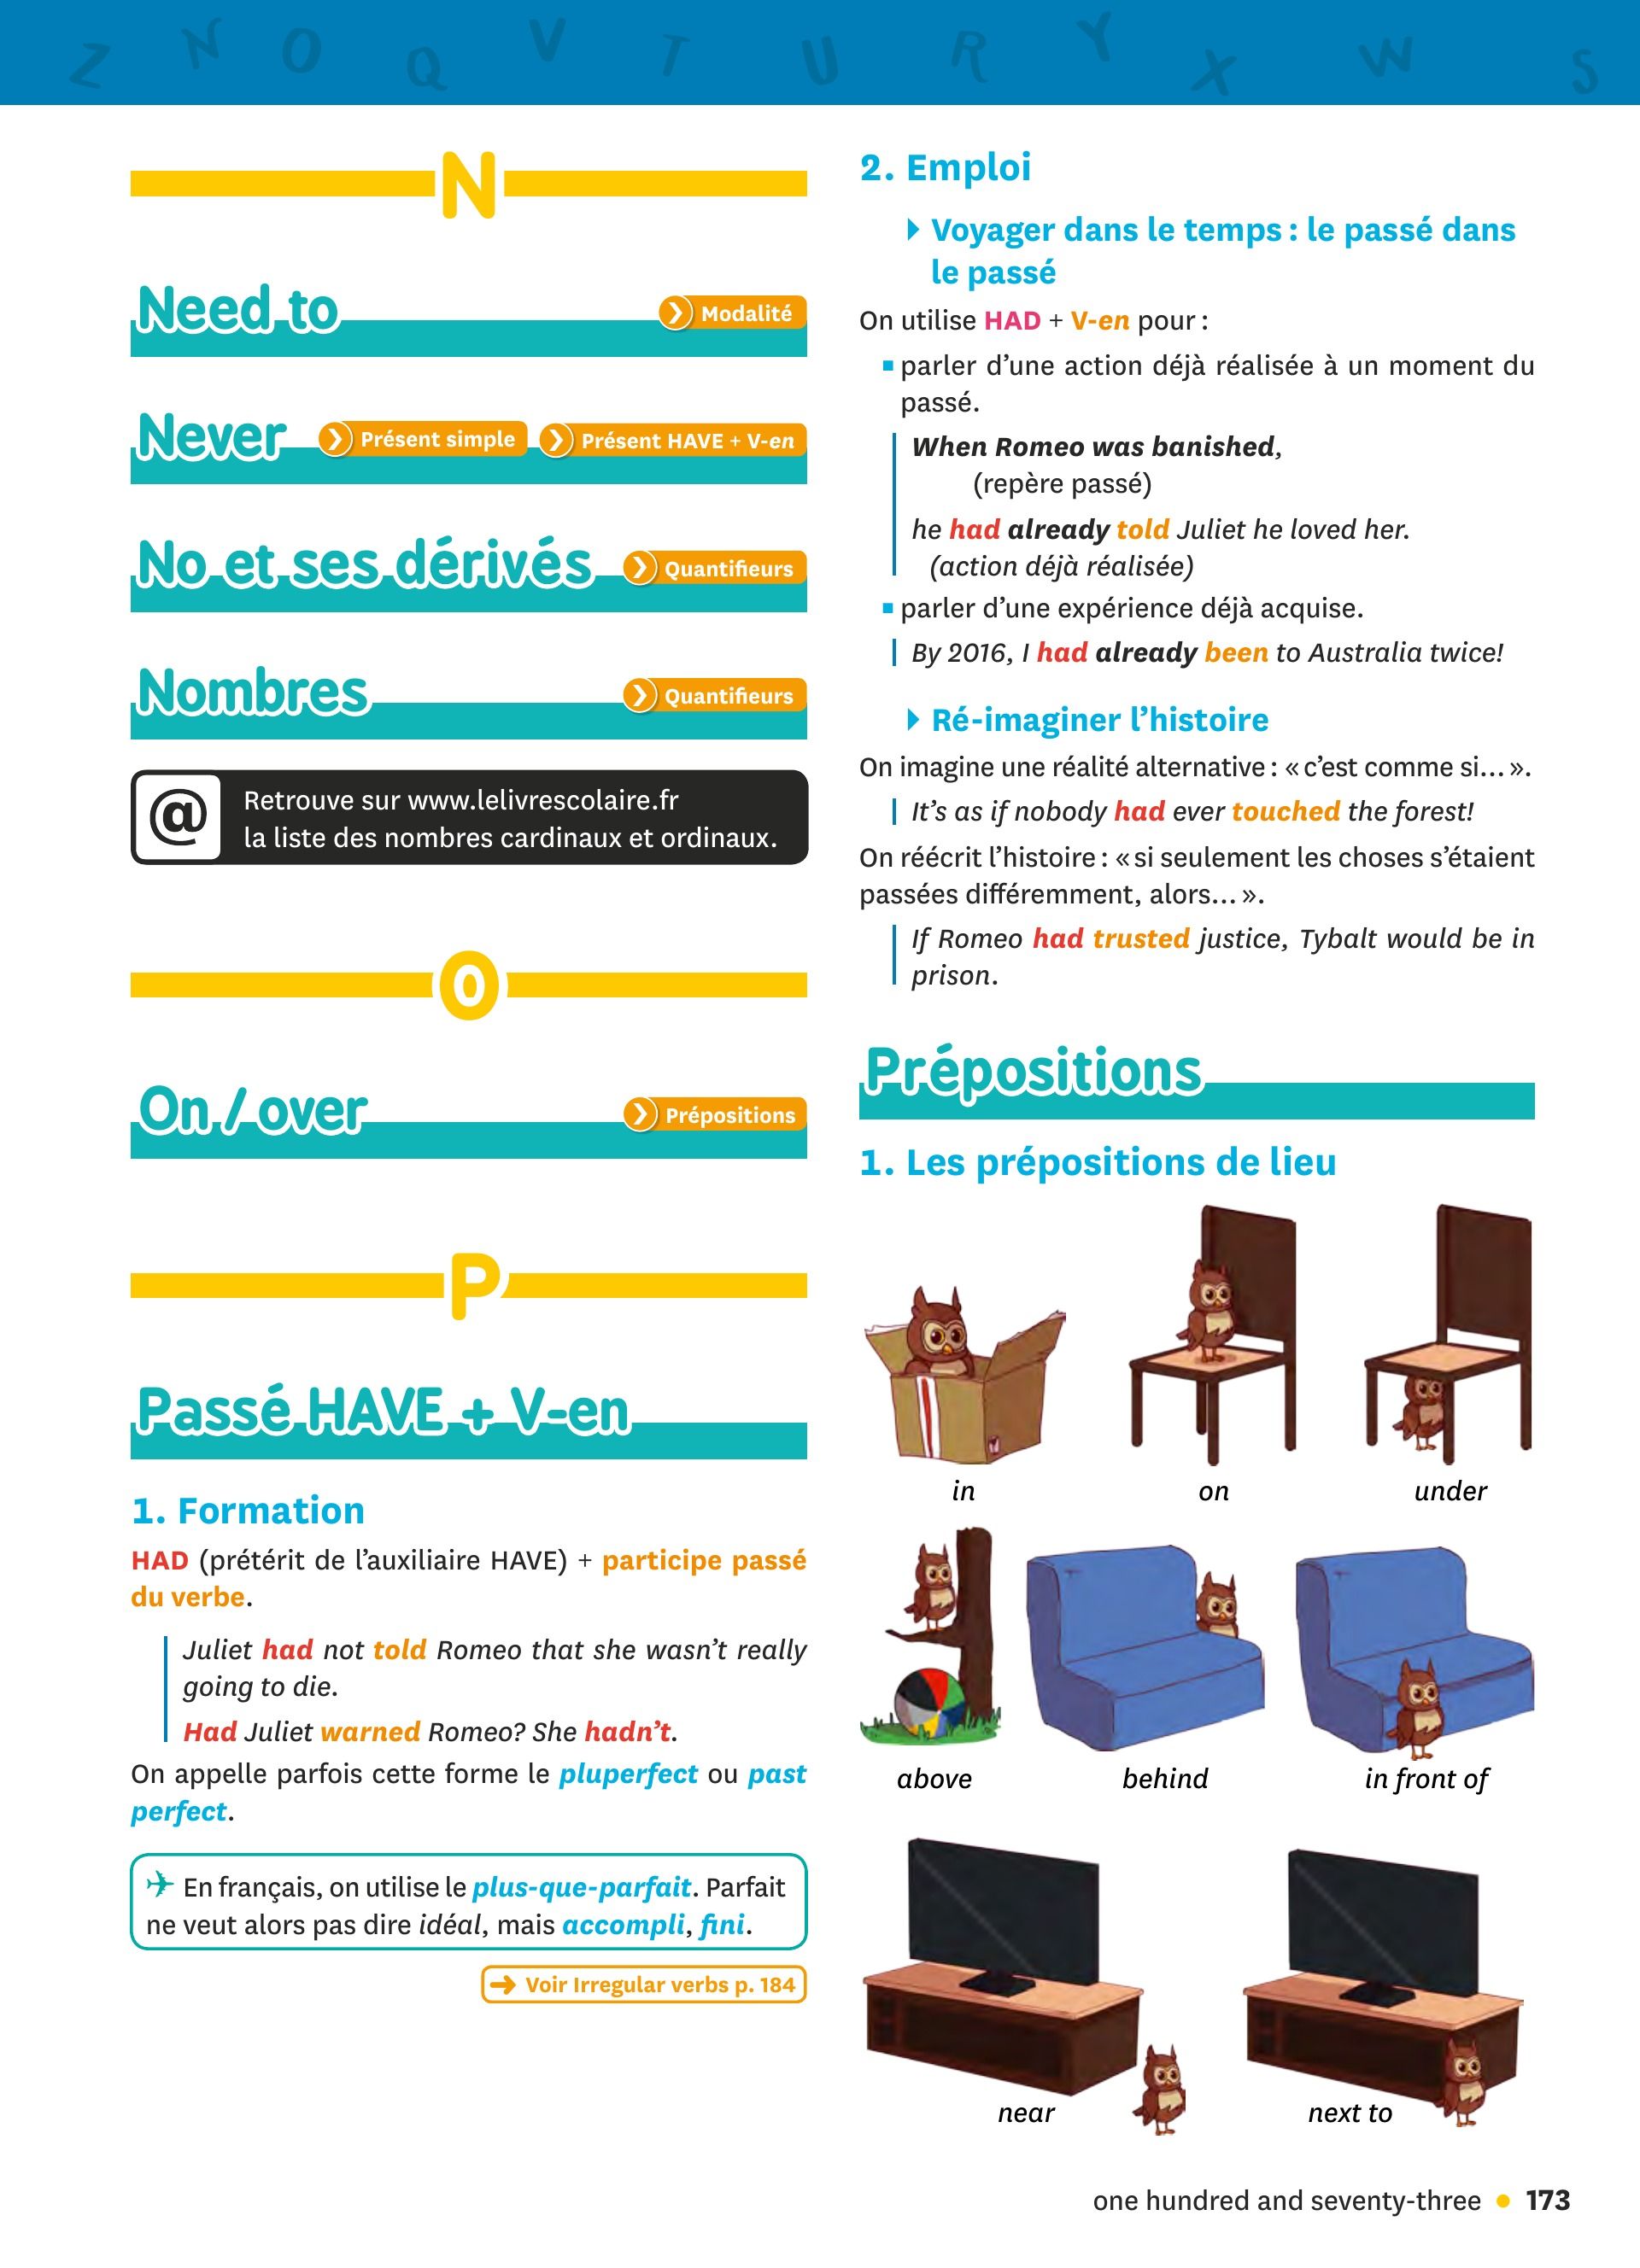 Z N O Q V T U R Y X W S
N
Need to
Modalité
Never
Présent simple
Présent HAVE + V-en
No et ses dérivés
Quantifieurs
Nombres
Quantifieurs
@
Retrouve sur www.lelivrescolaire.fr
la liste des nombres cardinaux et ordinaux.
O
On / over
Prépositions
P
Passé HAVE + V-en
1. Formation
HAD (prétérit de l’auxiliaire HAVE) + participe passé
du verbe.
Juliet had not told Romeo that she wasn’t really
going to die.
Had Juliet warned Romeo? She hadn’t.
On appelle parfois cette forme le pluperfect ou past
perfect.
En français, on utilise le plus-que-parfait. Parfait
ne veut alors pas dire idéal, mais accompli, fini.
Voir Irregular verbs p. 184
2. Emploi
Voyager dans le temps : le passé dans
le passé
On utilise HAD + V-en pour :
parler d’une action déjà réalisée à un moment du
passé.
When Romeo was banished,
(repère passé)
he had already told Juliet he loved her.
(action déjà réalisée)
parler d’une expérience déjà acquise.
By 2016, I had already been to Australia twice!
Ré-imaginer l’histoire
On imagine une réalité alternative : « c’est comme si… ».
It’s as if nobody had ever touched the forest!
On réécrit l’histoire : « si seulement les choses s’étaient
passées différemment, alors… ».
If Romeo had trusted justice, Tybalt would be in
prison.
Prépositions
1. Les prépositions de lieu
in
on
under
above
behind
in front of
near
next to
one hundred and seventy-three • 173